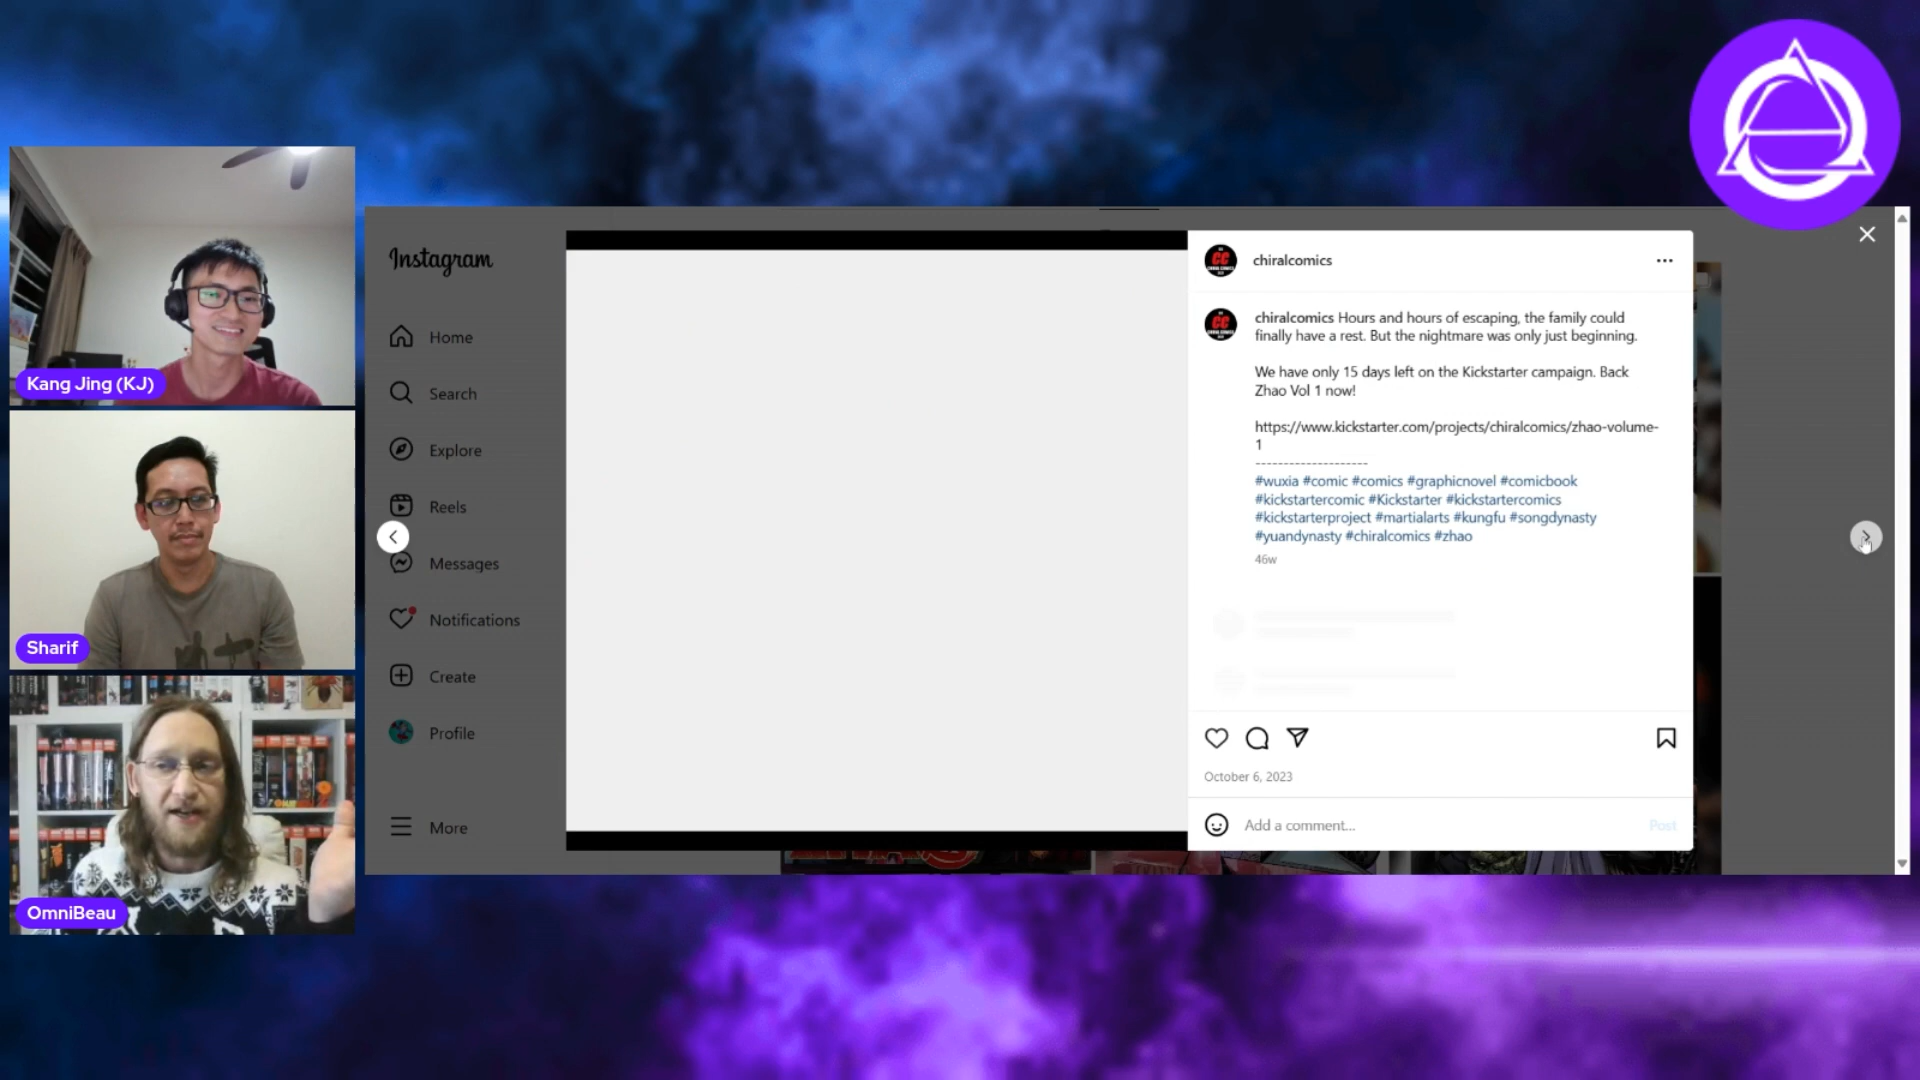 Kang Jing (KJ)
Sharif
OmniBeau
Instagram
Home
Search
Explore
Reels
Messages
Notifications
Create
Profile
More
chiralcomics
chiralcomics Hours and hours of escaping, the family could
finally have a rest. But the nightmare was only just beginning.
We have only 15 days left on the Kickstarter campaign. Back
Zhao Vol 1 now!
https://www.kickstarter.com/projects/chiralcomics/zhao-volume-
1
--------------------
#wuxia #comic #comics #graphicnovel #comicbook
#kickstartercomic #Kickstarter #kickstartercomics
#kickstarterproject #martialarts #kungfu #songdynasty
#yuandynasty #chiralcomics #zhao
46w
October 6, 2023
Add a comment...
Post